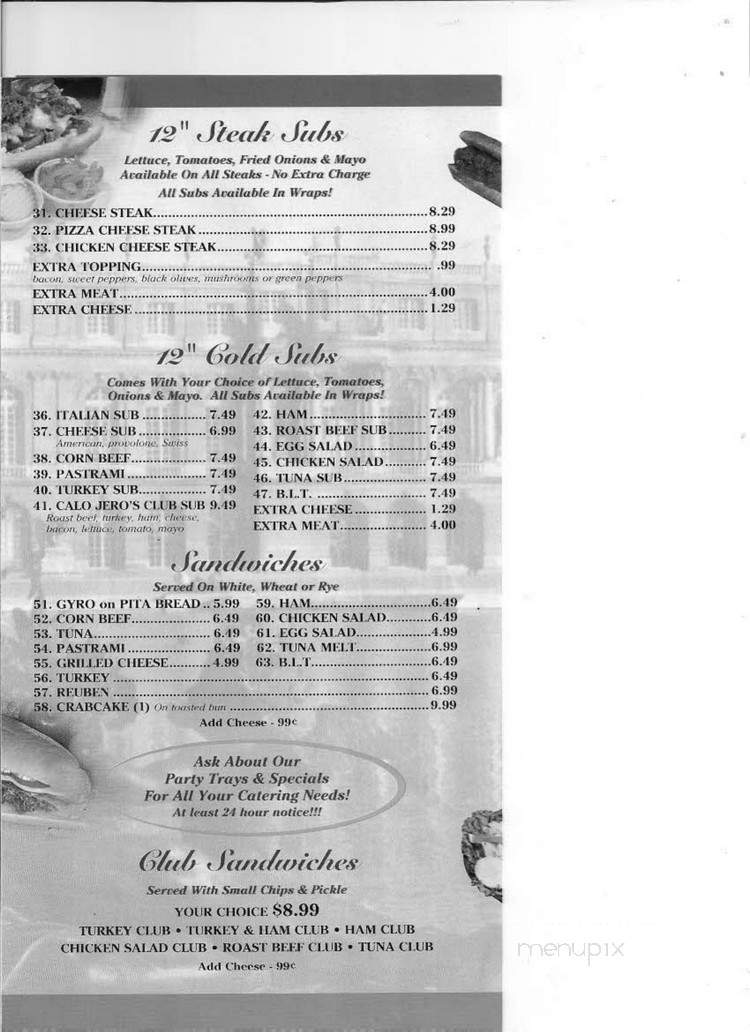 12" Steak Subs
Lettuce, Tomatoes, Fried Onions & Mayo
Available On All Steaks - No Extra Charge
All Subs Available In Wraps!
31. CHEESE STEAK 8.29
32. PIZZA CHEESE STEAK 8.99
33. CHICKEN CHEESE STEAK 8.29
EXTRA TOPPING .99
bacon, sweet peppers, black olives, mushrooms or green peppers
EXTRA MEAT 4.00
EXTRA CHEESE 1.29
12" Cold Subs
Comes With Your Choice of Lettuce, Tomatoes,
Onions & Mayo. All Subs Available In Wraps!
36. ITALIAN SUB 7.49
37. CHEESE SUB 6.99
American, provolone, Swiss
38. CORN BEEF 7.49
39. PASTRAMI 7.49
40. TURKEY SUB 7.49
41. CALO JERO'S CLUB SUB 9.49
Roast beef, turkey, ham, cheese,
bacon, lettuce, tomato, mayo
42. HAM 7.49
43. ROAST BEEF SUB 7.49
44. EGG SALAD 6.49
45. CHICKEN SALAD 7.49
46. TUNA SUB 7.49
47. B.L.T. 7.49
EXTRA CHEESE 1.29
EXTRA MEAT 4.00
Sandwiches
Served On White, Wheat or Rye
51. GYRO on PITA BREAD 5.99
52. CORN BEEF 6.49
53. TUNA 6.49
54. PASTRAMI 6.49
55. GRILLED CHEESE 4.99
59. HAM 6.49
60. CHICKEN SALAD 6.49
61. EGG SALAD 4.99
62. TUNA MELT 6.99
63. B.L.T 6.49
56. TURKEY 6.49
57. REUBEN 6.99
58. CRABCAKE (1) On toasted bun 9.99
Add Cheese - 99¢
Ask About Our
Party Trays & Specials
For All Your Catering Needs!
At least 24 hour notice!!!
Club Sandwiches
Served With Small Chips & Pickle
YOUR CHOICE $8.99
TURKEY CLUB • TURKEY & HAM CLUB • HAM CLUB
CHICKEN SALAD CLUB • ROAST BEEF CLUB • TUNA CLUB
Add Cheese - 99¢
menupix